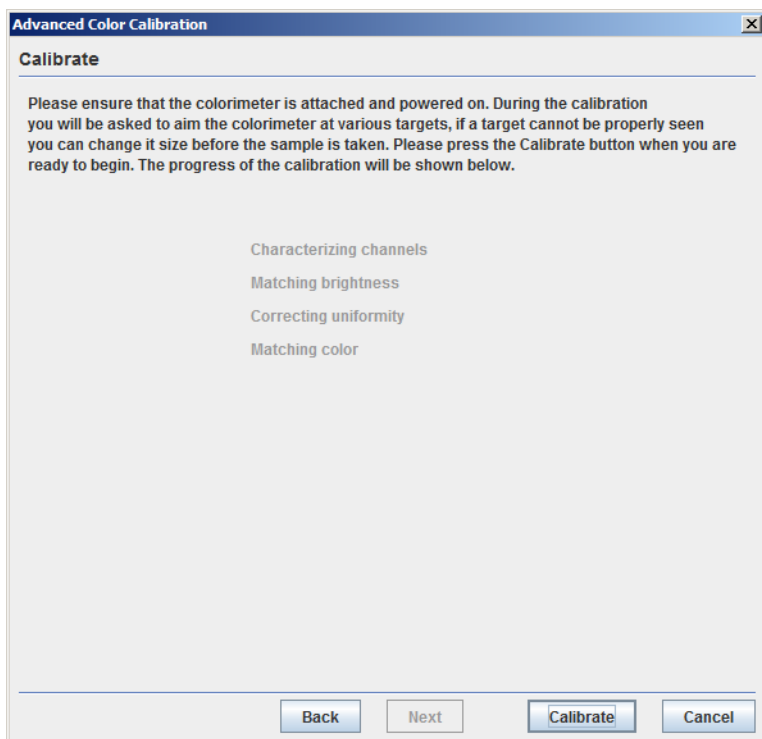 Advanced Color Calibration
Calibrate
Please ensure that the colorimeter is attached and powered on. During the calibration
you will be asked to aim the colorimeter at various targets, if a target cannot be properly seen
you can change it size before the sample is taken. Please press the Calibrate button when you are
ready to begin. The progress of the calibration will be shown below.
Characterizing channels
Matching brightness
Correcting uniformity
Matching color
Back Next Calibrate Cancel